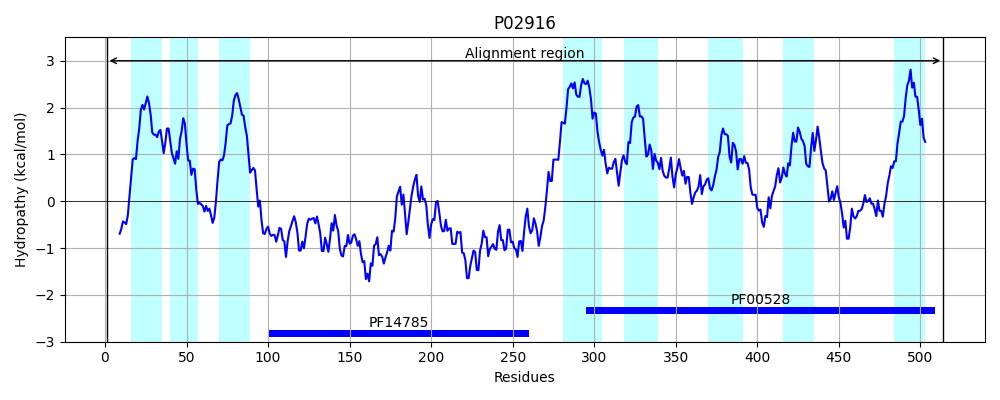 P02916
Alignment region
Hydropathy (kcal/mol)
3
2
1
0
−1
−2
−3
PF00528
PF14785
0 50 100 150 200 250 300 350 400 450 500
Residues